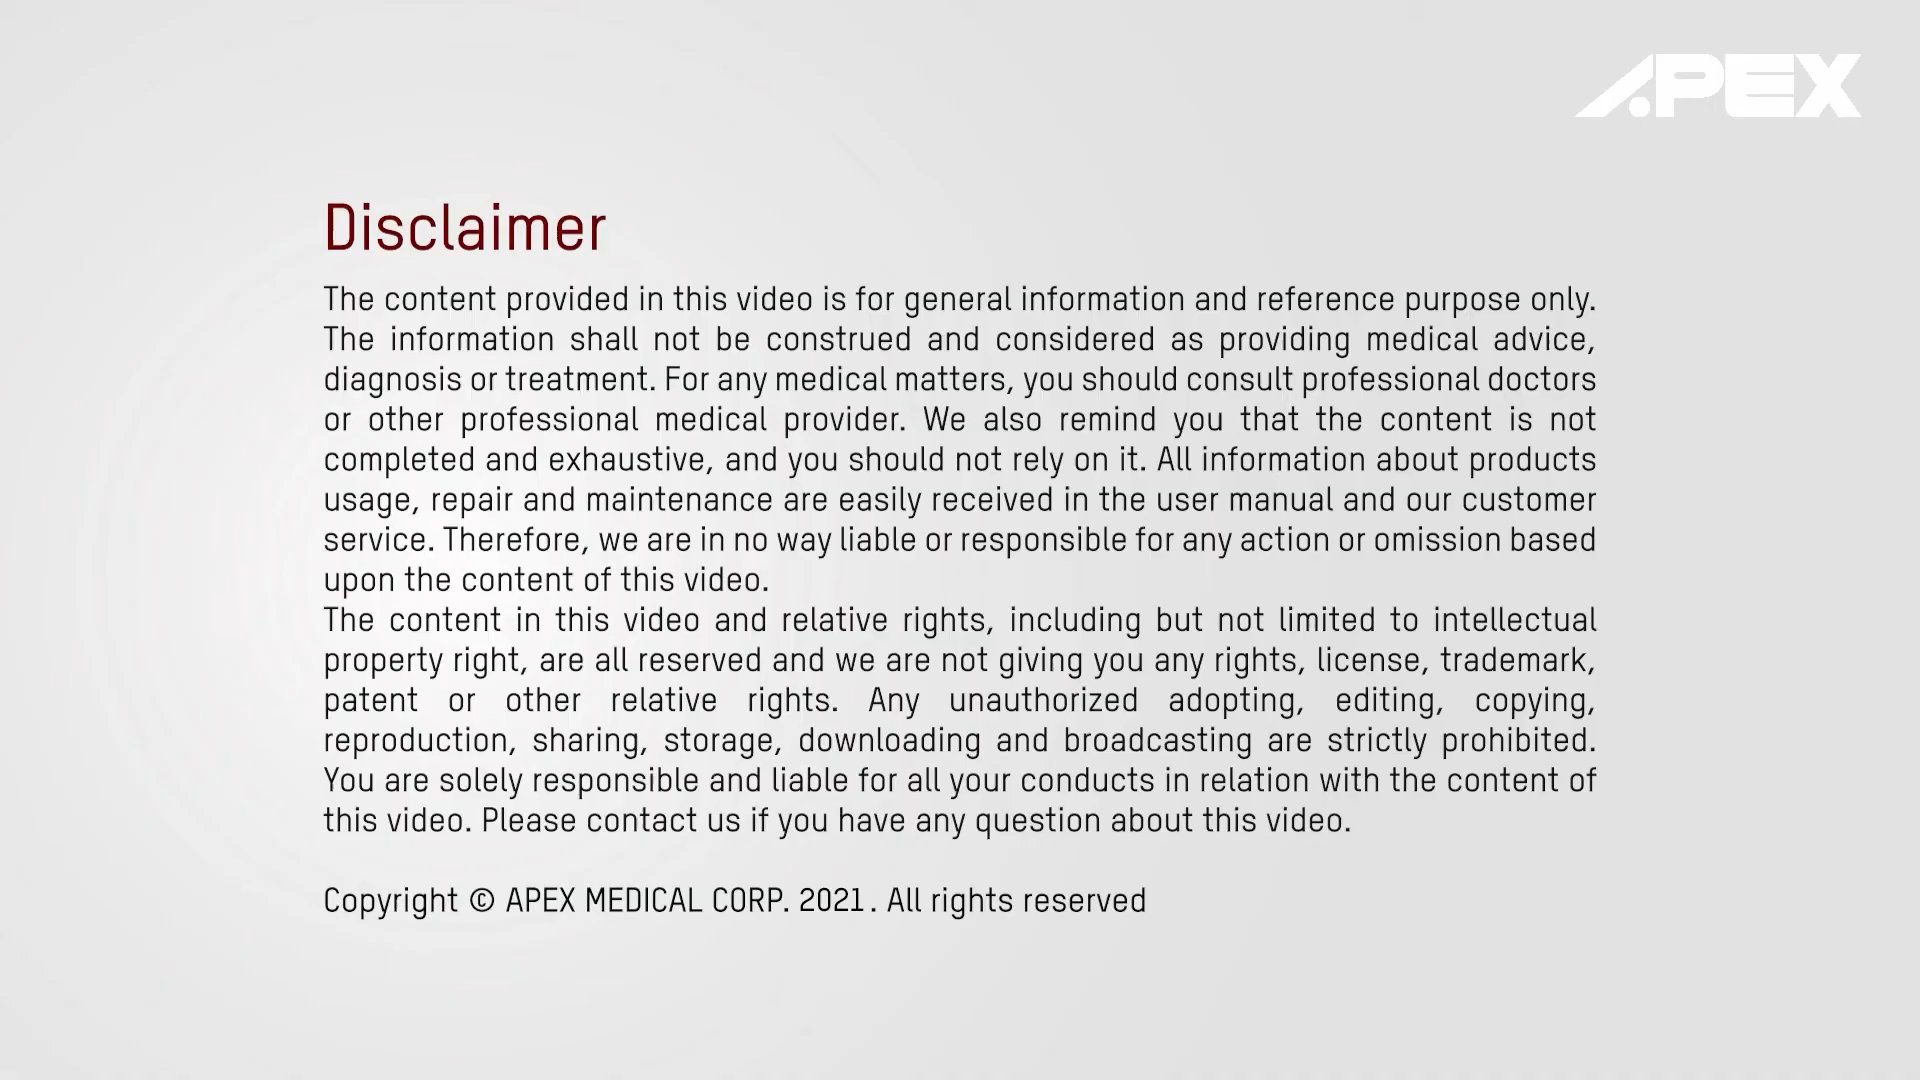 APEX
Disclaimer
The content provided in this video is for general information and reference purpose only.
The information shall not be construed and considered as providing medical advice,
diagnosis or treatment. For any medical matters, you should consult professional doctors
or other professional medical provider. We also remind you that the content is not
completed and exhaustive, and you should not rely on it. All information about products
usage, repair and maintenance are easily received in the user manual and our customer
service. Therefore, we are in no way liable or responsible for any action or omission based
upon the content of this video.
The content in this video and relative rights, including but not limited to intellectual
property right, are all reserved and we are not giving you any rights, license, trademark,
patent or other relative rights. Any unauthorized adopting, editing, copying,
reproduction, sharing, storage, downloading and broadcasting are strictly prohibited.
You are solely responsible and liable for all your conducts in relation with the content of
this video. Please contact us if you have any question about this video.
Copyright © APEX MEDICAL CORP. 2021. All rights reserved